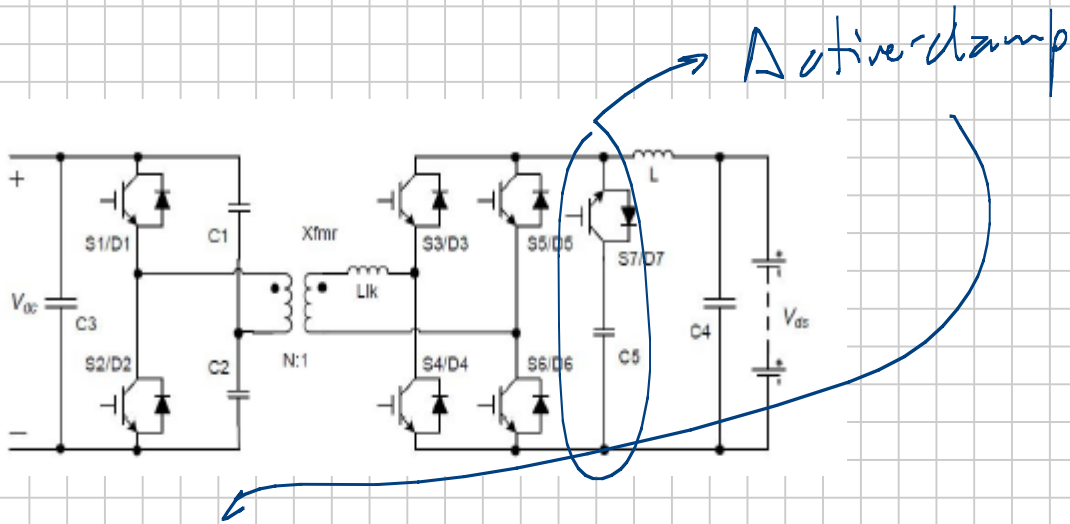 Active-clamp
+
L
S1/D1
C1
Xfmr
S3/D3
S5/D5
S7/D7
Vdc
C3
Llk
C4
Vds
S2/D2
C2
N:1
S4/D4
S6/D6
C5
−